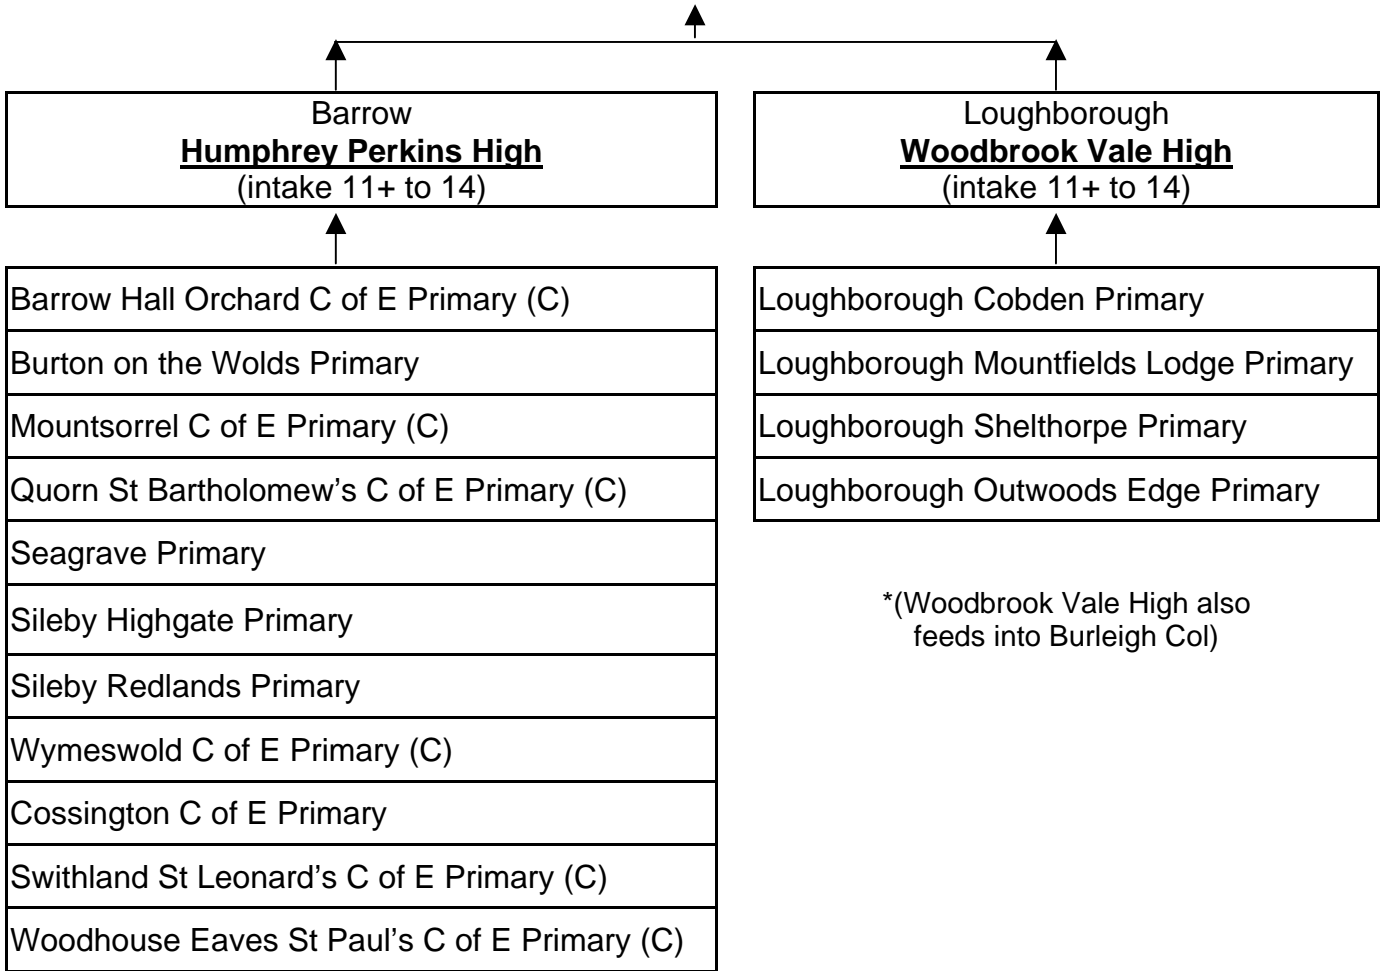 Barrow
Humphrey Perkins High
(intake 11+ to 14)
Barrow Hall Orchard C of E Primary (C)
Burton on the Wolds Primary
Mountsorrel C of E Primary (C)
Quorn St Bartholomew’s C of E Primary (C)
Seagrave Primary
Sileby Highgate Primary
Sileby Redlands Primary
Wymeswold C of E Primary (C)
Cossington C of E Primary
Swithland St Leonard’s C of E Primary (C)
Woodhouse Eaves St Paul’s C of E Primary (C)
Loughborough
Woodbrook Vale High
(intake 11+ to 14)
Loughborough Cobden Primary
Loughborough Mountfields Lodge Primary
Loughborough Shelthorpe Primary
Loughborough Outwoods Edge Primary
*(Woodbrook Vale High also
feeds into Burleigh Col)